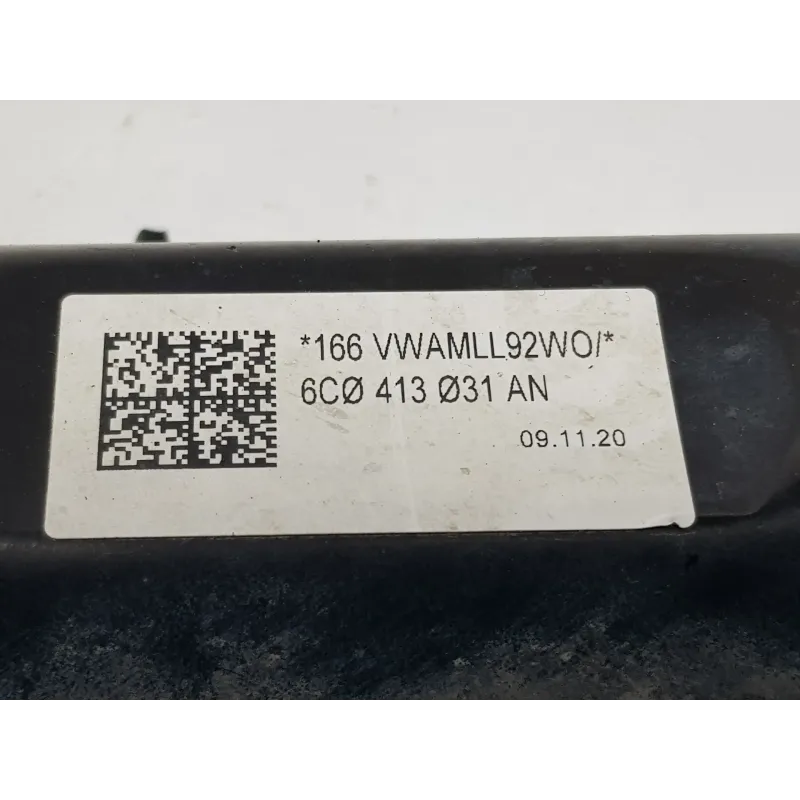 *166 VWAMLL92WO/*
6CØ 413 Ø31 AN
09.11.20